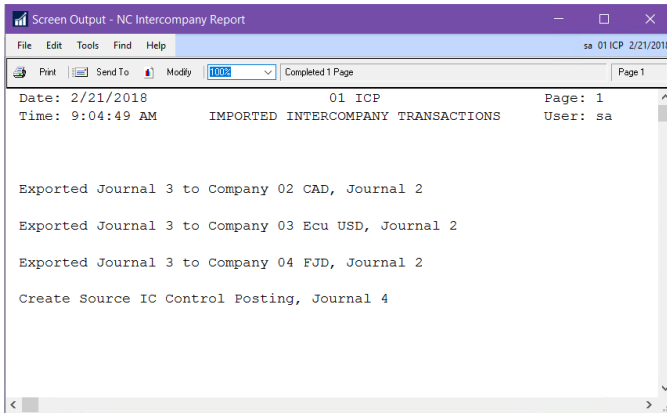 Screen Output - NC Intercompany Report
File Edit Tools Find Help sa 01 ICP 2/21/2018
Print Send To Modify 100% Completed 1 Page Page 1
Date: 2/21/2018 01 ICP Page: 1
Time: 9:04:49 AM IMPORTED INTERCOMPANY TRANSACTIONS User: sa
Exported Journal 3 to Company 02 CAD, Journal 2
Exported Journal 3 to Company 03 Ecu USD, Journal 2
Exported Journal 3 to Company 04 FJD, Journal 2
Create Source IC Control Posting, Journal 4